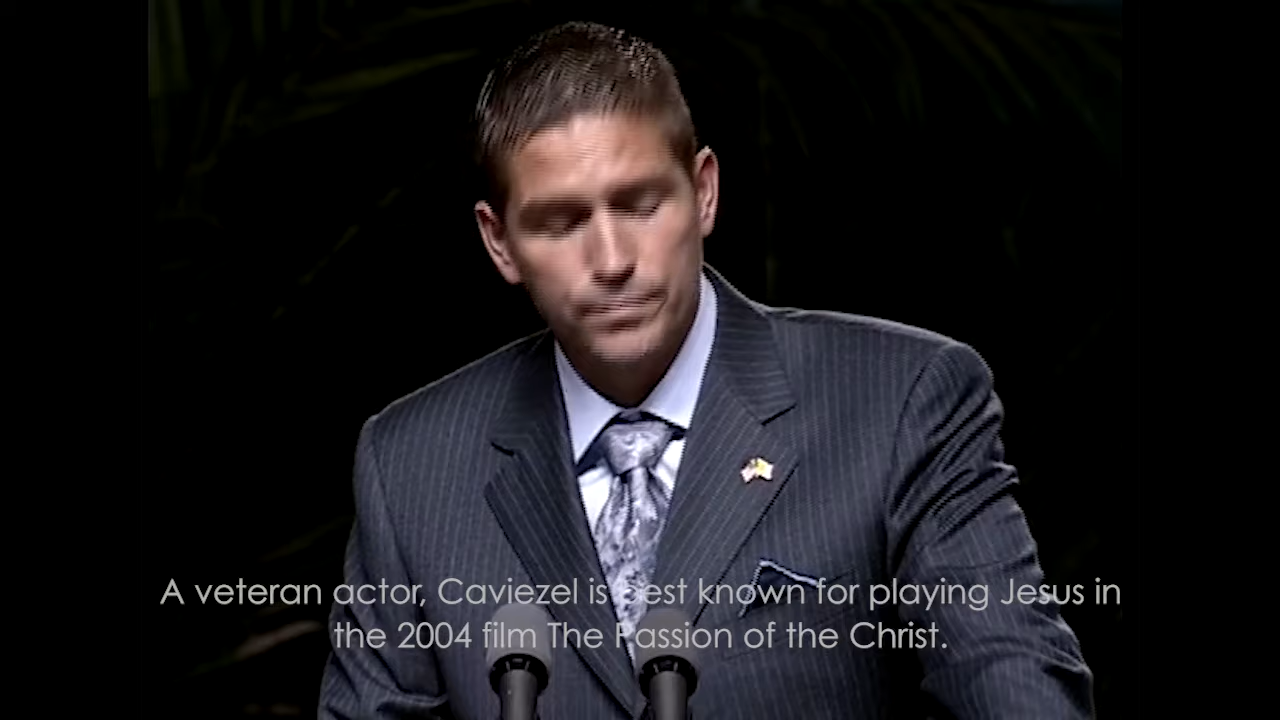 A veteran actor, Caviezel is best known for playing Jesus in
the 2004 film The Passion of the Christ.